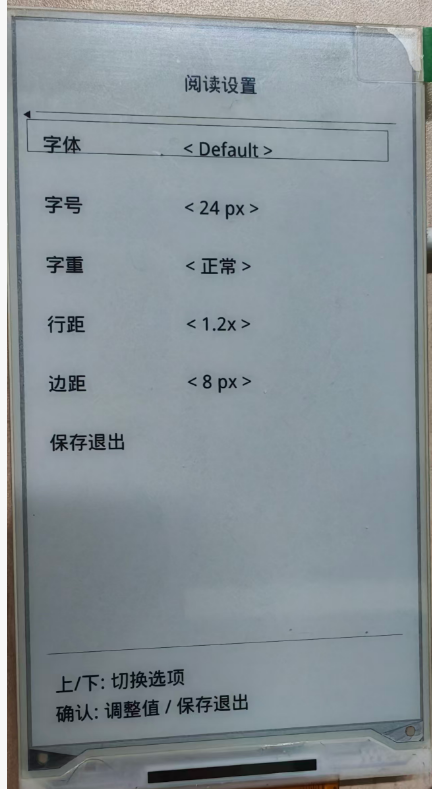 阅读设置
字体 < Default >
字号 < 24 px >
字重 < 正常 >
行距 < 1.2x >
边距 < 8 px >
保存退出
上/下: 切换选项
确认: 调整值 / 保存退出